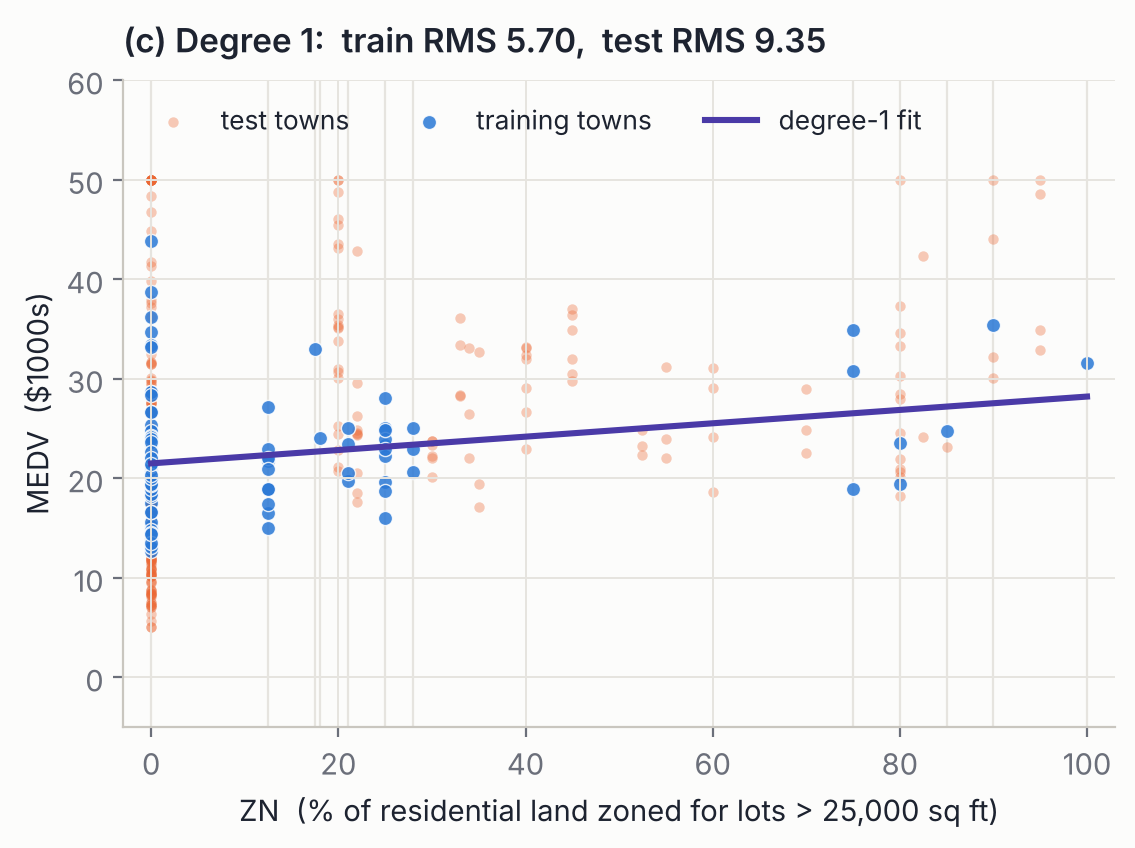 (c) Degree 1:  train RMS 5.70,  test RMS 9.35
test towns training towns degree-1 fit
60
50
40
30
20
10
0
MEDV  ($1000s)
0 20 40 60 80 100
ZN  (% of residential land zoned for lots > 25,000 sq ft)